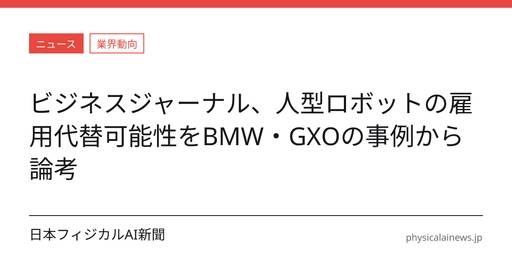 ニュース 業界動向
ビジネスジャーナル、人型ロボットの雇
用代替可能性をBMW・GXOの事例から
論考
日本フィジカルAI新聞 physicalainews.jp